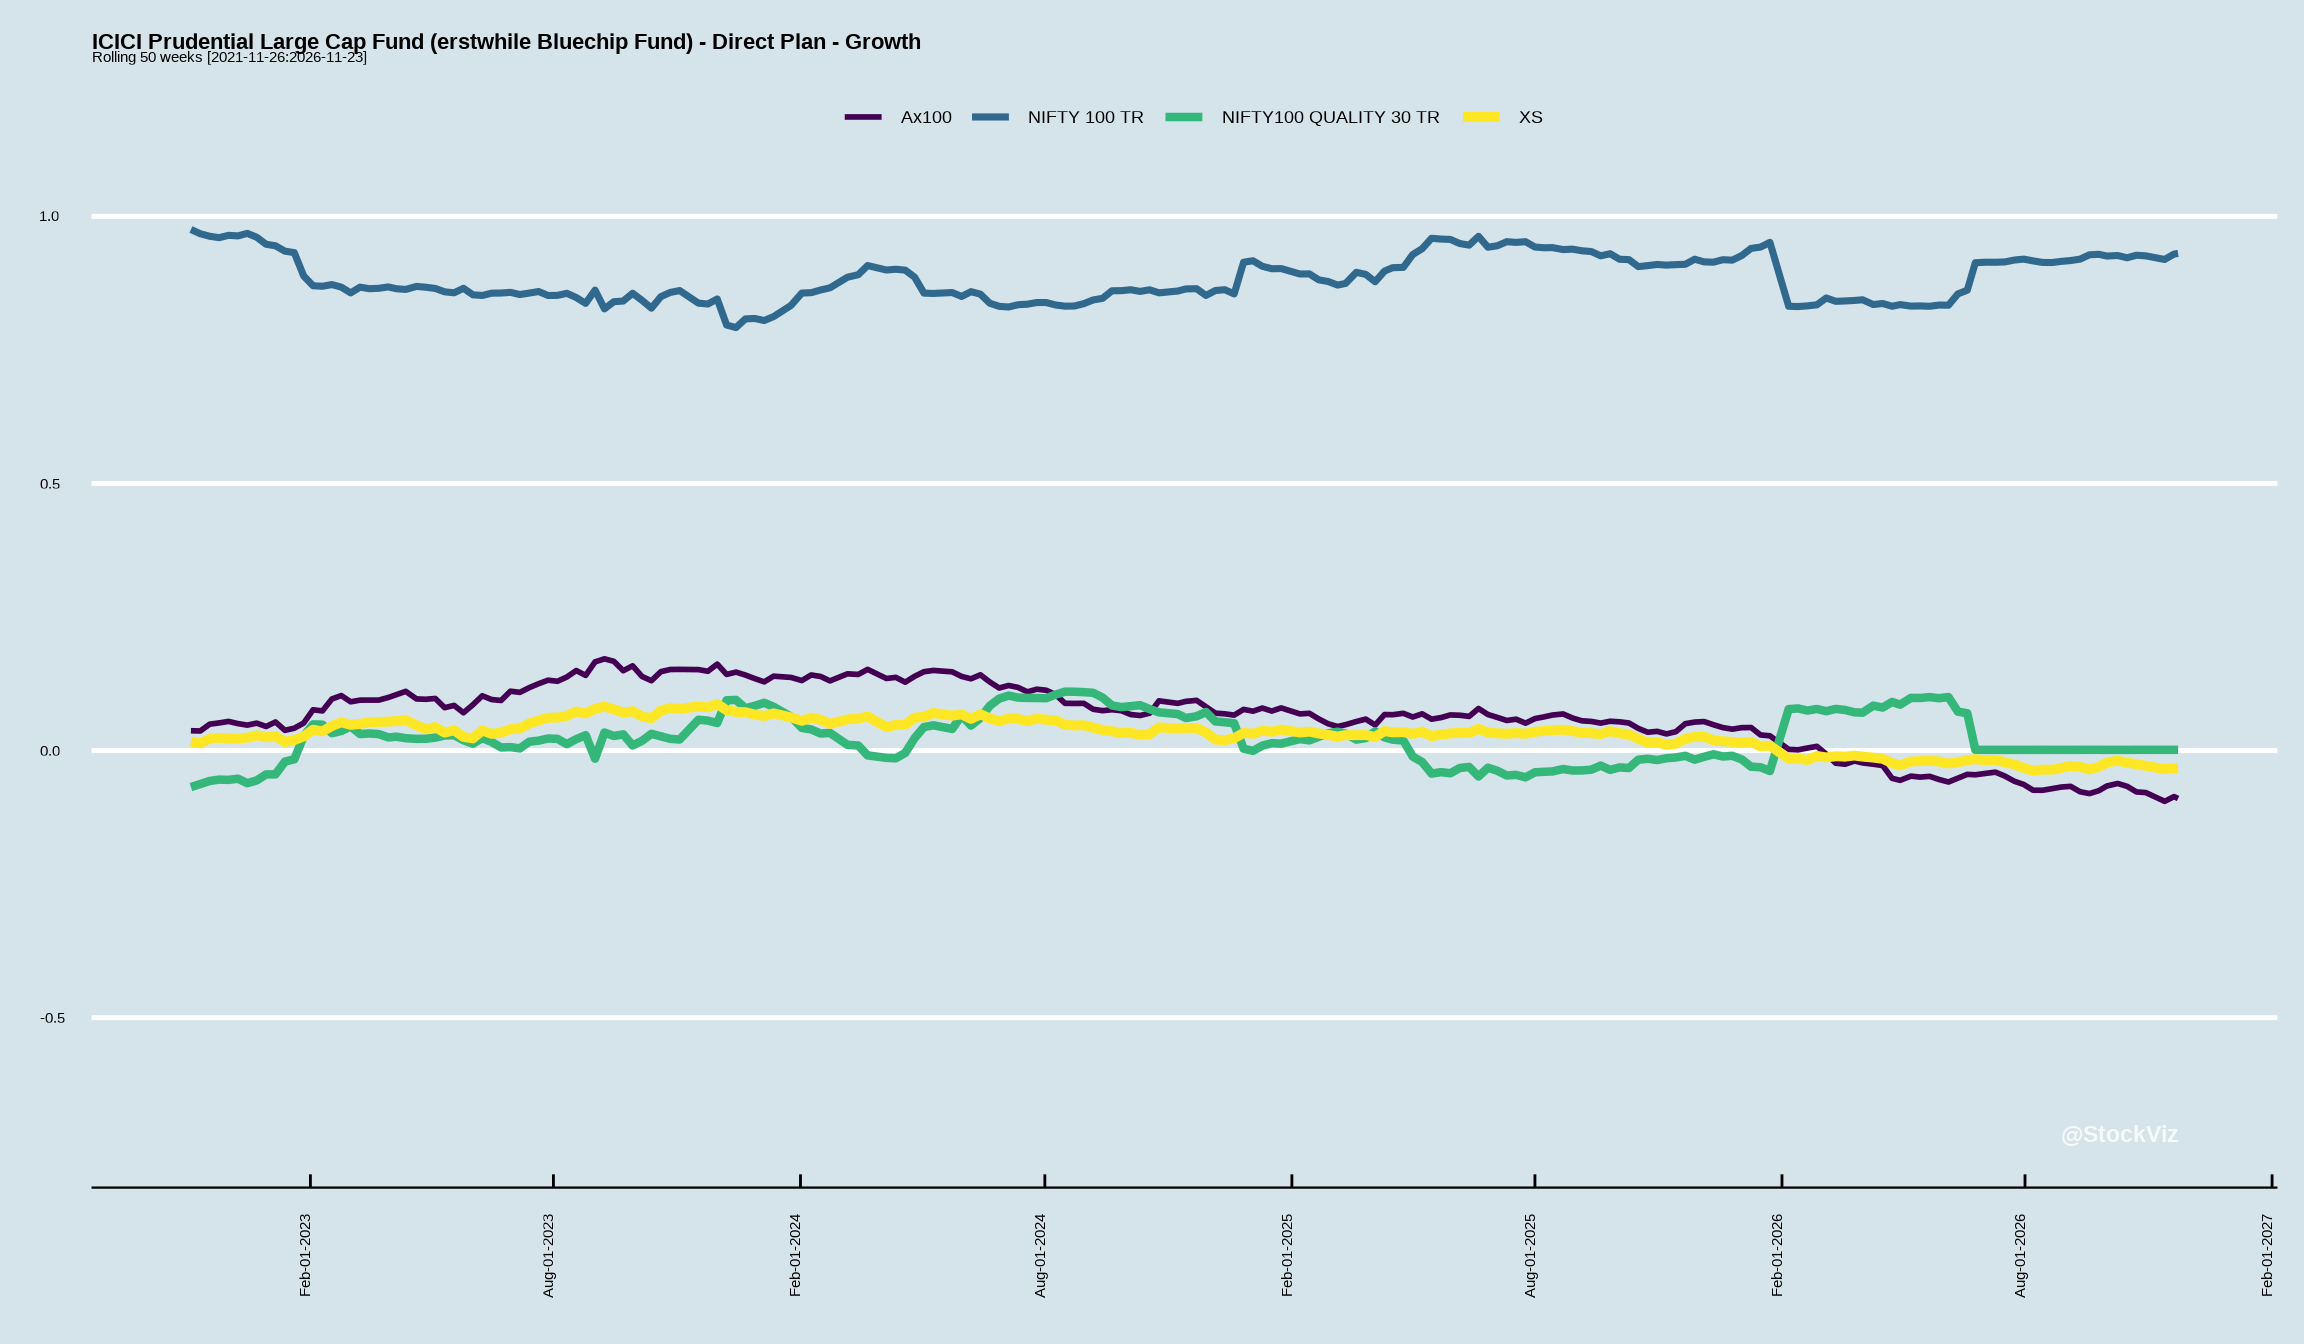 ICICI Prudential Large Cap Fund (erstwhile Bluechip Fund) - Direct Plan - Growth
Rolling 50 weeks [2021-11-26:2026-11-23]
Ax100 NIFTY 100 TR NIFTY100 QUALITY 30 TR XS
1.0
0.5
0.0
-0.5
@StockViz
Feb-01-2023
Aug-01-2023
Feb-01-2024
Aug-01-2024
Feb-01-2025
Aug-01-2025
Feb-01-2026
Aug-01-2026
Feb-01-2027